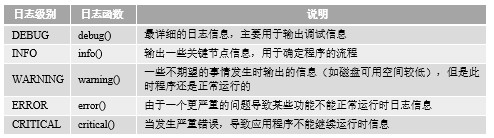 日志级别 日志函数 说明
DEBUG debug() 最详细的日志信息，主要用于输出调试信息
INFO info() 输出一些关键节点信息，用于确定程序的流程
WARNING warning() 一些不期望的事情发生时输出的信息（如磁盘可用空间较低），但是此
时程序还是正常运行的
ERROR error() 由于一个更严重的问题导致某些功能不能正常运行时日志信息
CRITICAL critical() 当发生严重错误，导致应用程序不能继续运行时信息